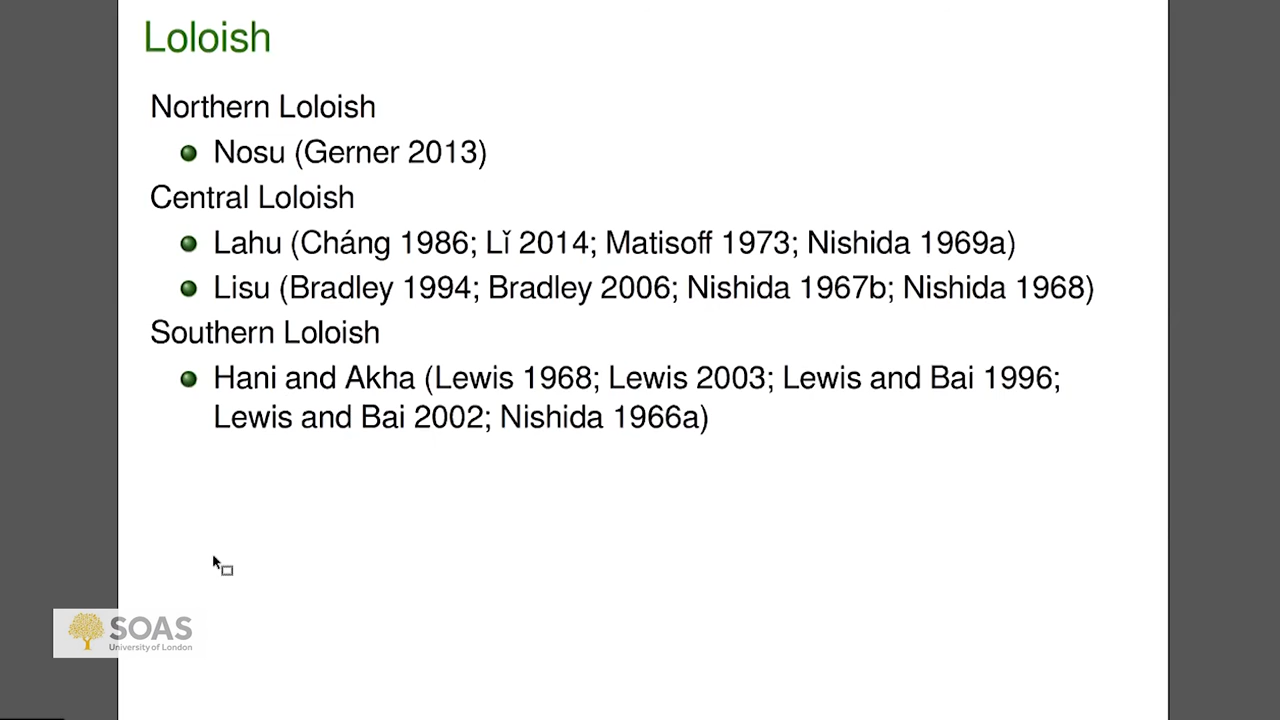 Loloish
Northern Loloish
Nosu (Gerner 2013)
Central Loloish
Lahu (Cháng 1986; Lǐ 2014; Matisoff 1973; Nishida 1969a)
Lisu (Bradley 1994; Bradley 2006; Nishida 1967b; Nishida 1968)
Southern Loloish
Hani and Akha (Lewis 1968; Lewis 2003; Lewis and Bai 1996;
Lewis and Bai 2002; Nishida 1966a)
SOAS
University of London